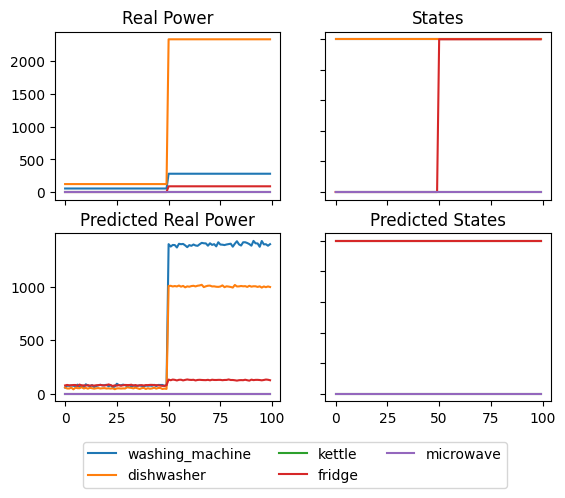 Real Power
States
2000
1500
1000
500
0
Predicted Real Power
Predicted States
1000
500
0
0 25 50 75 100
0 25 50 75 100
washing_machine kettle microwave
dishwasher fridge